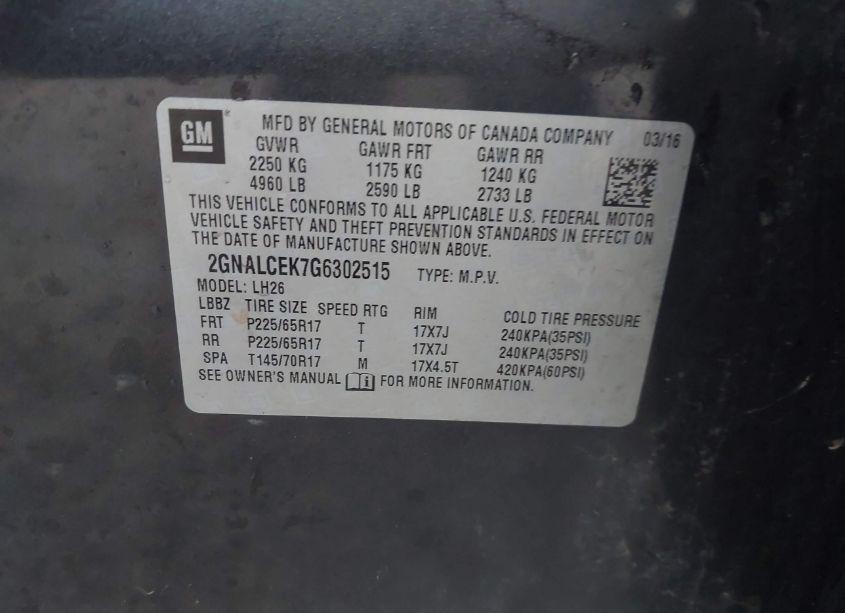 GM MFD BY GENERAL MOTORS OF CANADA COMPANY 03/16
GVWR GAWR FRT GAWR RR
2250 KG 1175 KG 1240 KG
4960 LB 2590 LB 2733 LB
THIS VEHICLE CONFORMS TO ALL APPLICABLE U.S. FEDERAL MOTOR
VEHICLE SAFETY AND THEFT PREVENTION STANDARDS IN EFFECT ON
THE DATE OF MANUFACTURE SHOWN ABOVE.
2GNALCEK7G6302515 TYPE: M.P.V.
MODEL: LH26
LBBZ TIRE SIZE SPEED RTG RIM COLD TIRE PRESSURE
FRT P225/65R17 T 17X7J 240KPA(35PSI)
RR P225/65R17 T 17X7J 240KPA(35PSI)
SPA T145/70R17 M 17X4.5T 420KPA(60PSI)
SEE OWNER'S MANUAL i FOR MORE INFORMATION.